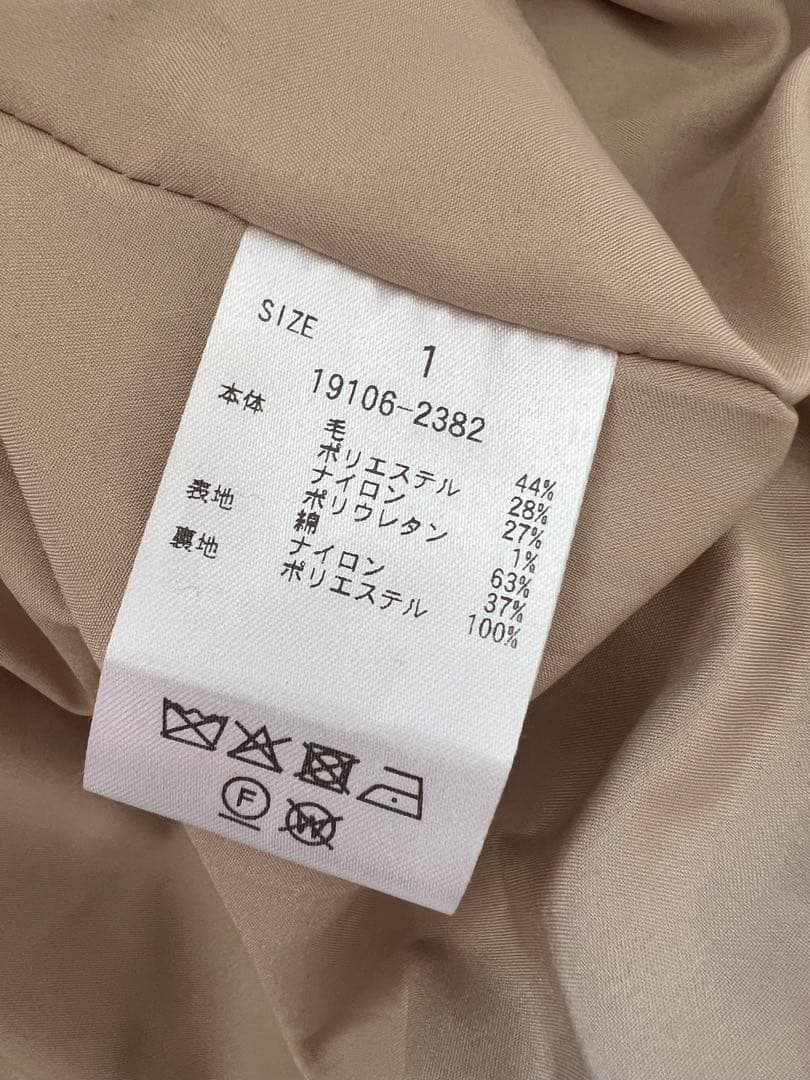 SIZE
1
19106-2382
本体 毛 44%
ポリエステル 28%
ナイロン 27%
ポリウレタン 1%
表地 綿 63%
ナイロン 37%
裏地 ポリエステル 100%
F
W